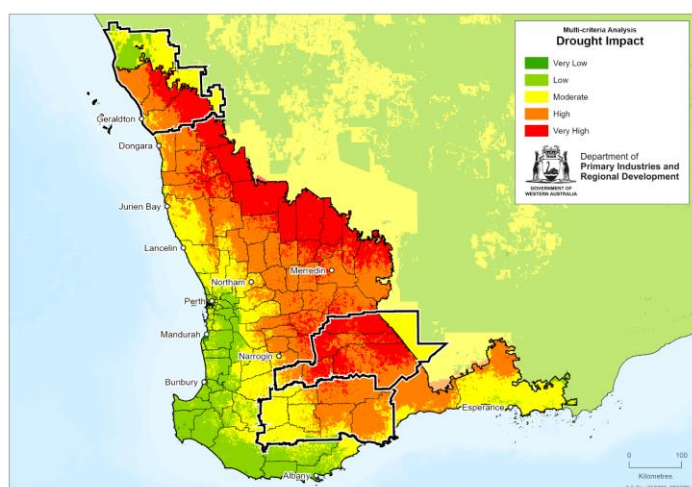 Multi-criteria Analysis
Drought Impact
Very Low
Low
Moderate
High
Very High
Department of
Primary Industries and
Regional Development
GOVERNMENT OF
WESTERN AUSTRALIA
Geraldton
Dongara
Jurien Bay
Lancelin
Merredin
Northam
Perth
Mandurah
Narrogin
Bunbury
Esperance
Albany
0 100
Kilometres